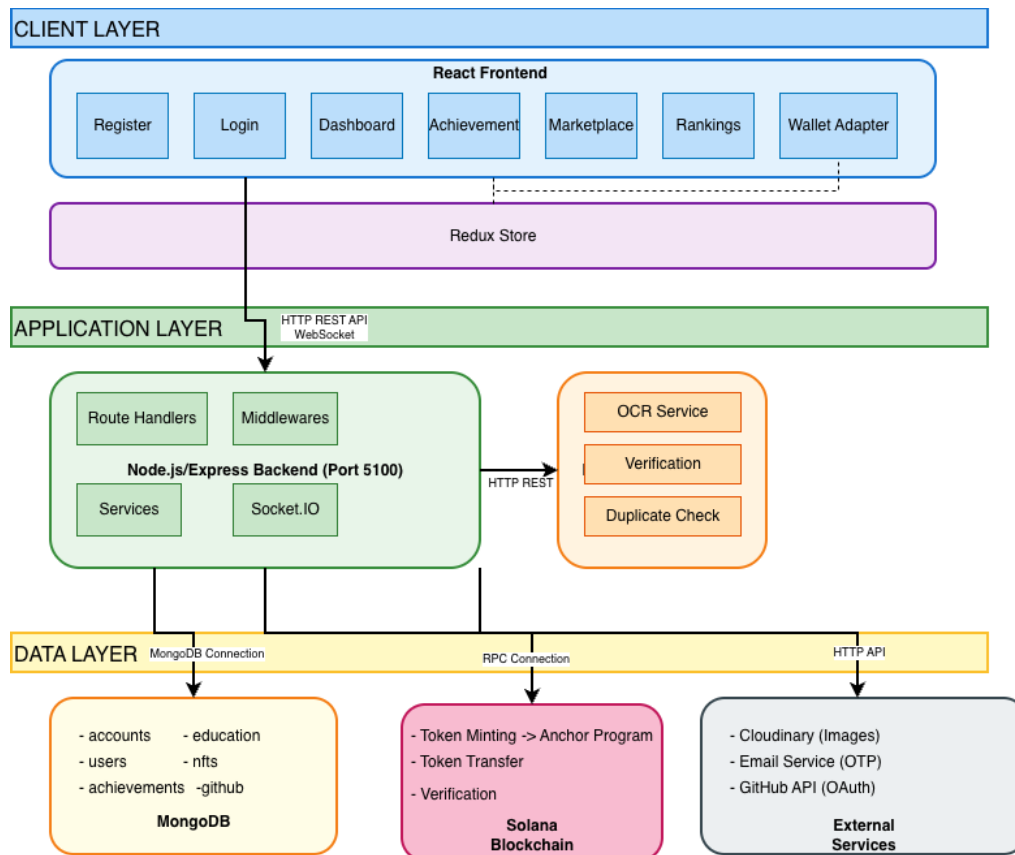 CLIENT LAYER
React Frontend
Register
Login
Dashboard
Achievement
Marketplace
Rankings
Wallet Adapter
Redux Store
APPLICATION LAYER
HTTP REST API
WebSocket
Route Handlers
Middlewares
Node.js/Express Backend (Port 5100)
Services
Socket.IO
HTTP REST
OCR Service
Verification
Duplicate Check
DATA LAYER
MongoDB Connection
RPC Connection
HTTP API
- accounts - education
- users - nfts
- achievements -github
MongoDB
- Token Minting -> Anchor Program
- Token Transfer
- Verification
Solana
Blockchain
- Cloudinary (Images)
- Email Service (OTP)
- GitHub API (OAuth)
External
Services